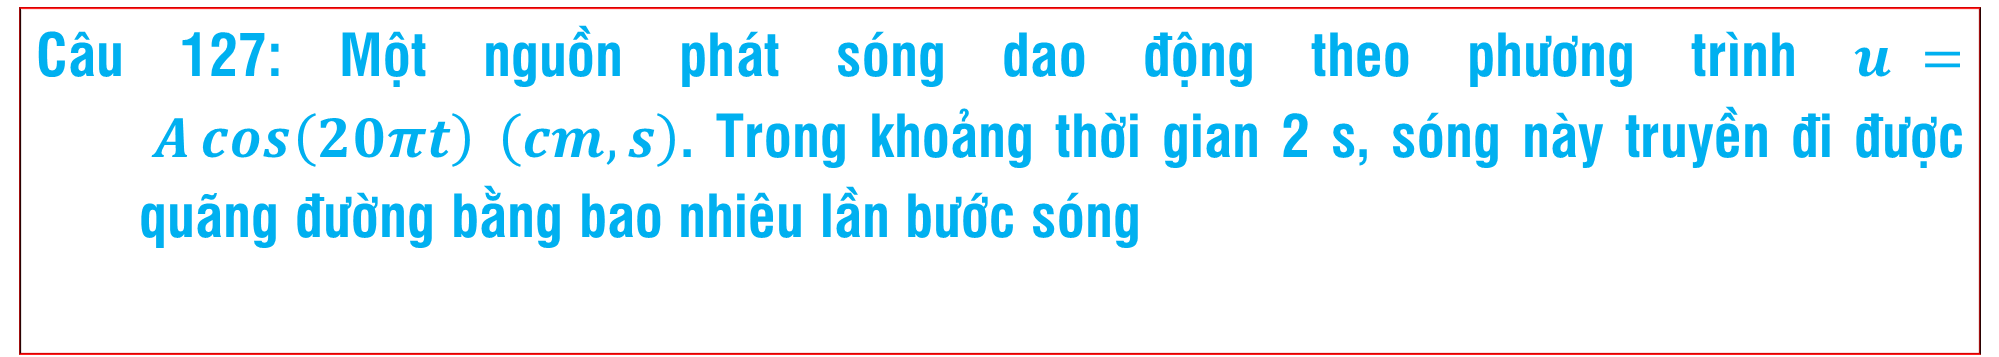 Câu 127: Một nguồn phát sóng dao động theo phương trình u =
A cos(20πt) (cm, s). Trong khoảng thời gian 2 s, sóng này truyền đi được
quãng đường bằng bao nhiêu lần bước sóng